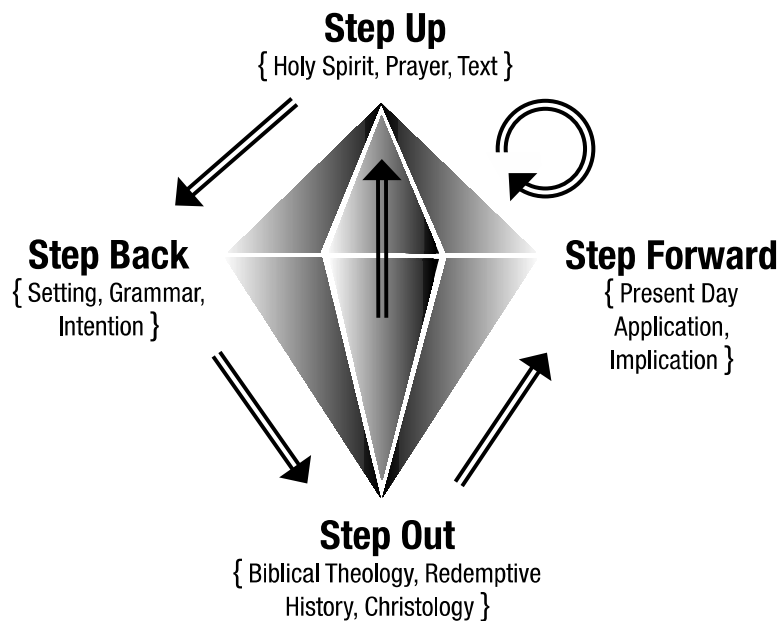 Step Up
{ Holy Spirit, Prayer, Text }
Step Back
{ Setting, Grammar,
Intention }
Step Forward
{ Present Day
Application,
Implication }
Step Out
{ Biblical Theology, Redemptive
History, Christology }